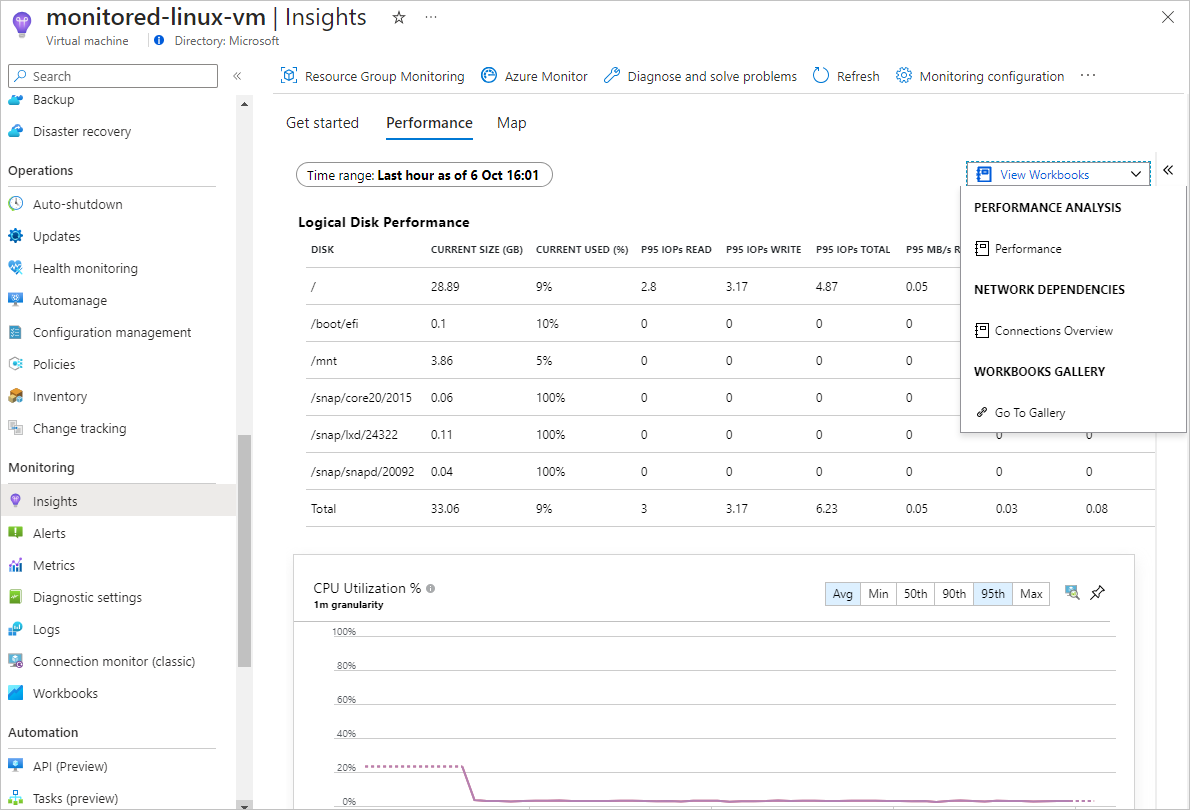 monitored-linux-vm | Insights
Virtual machine
Directory: Microsoft
Search
Backup
Disaster recovery
Operations
Auto-shutdown
Updates
Health monitoring
Automanage
Configuration management
Policies
Inventory
Change tracking
Monitoring
Insights
Alerts
Metrics
Diagnostic settings
Logs
Connection monitor (classic)
Workbooks
Automation
API (Preview)
Tasks (preview)
Resource Group Monitoring Azure Monitor Diagnose and solve problems Refresh Monitoring configuration
Get started Performance Map
Time range: Last hour as of 6 Oct 16:01
View Workbooks
PERFORMANCE ANALYSIS
Performance
NETWORK DEPENDENCIES
Connections Overview
WORKBOOKS GALLERY
Go To Gallery
Logical Disk Performance
DISK CURRENT SIZE (GB) CURRENT USED (%) P95 IOPs READ P95 IOPs WRITE P95 IOPs TOTAL P95 MB/s R
/ 28.89 9% 2.8 3.17 4.87 0.05
/boot/efi 0.1 10% 0 0 0 0
/mnt 3.86 5% 0 0 0 0
/snap/core20/2015 0.06 100% 0 0 0 0
/snap/lxd/24322 0.11 100% 0 0 0 0 0 0
/snap/snapd/20092 0.04 100% 0 0 0 0 0 0
Total 33.06 9% 3 3.17 6.23 0.05 0.03 0.08
CPU Utilization %
1m granularity
Avg Min 50th 90th 95th Max
100%
80%
60%
40%
20%
0%